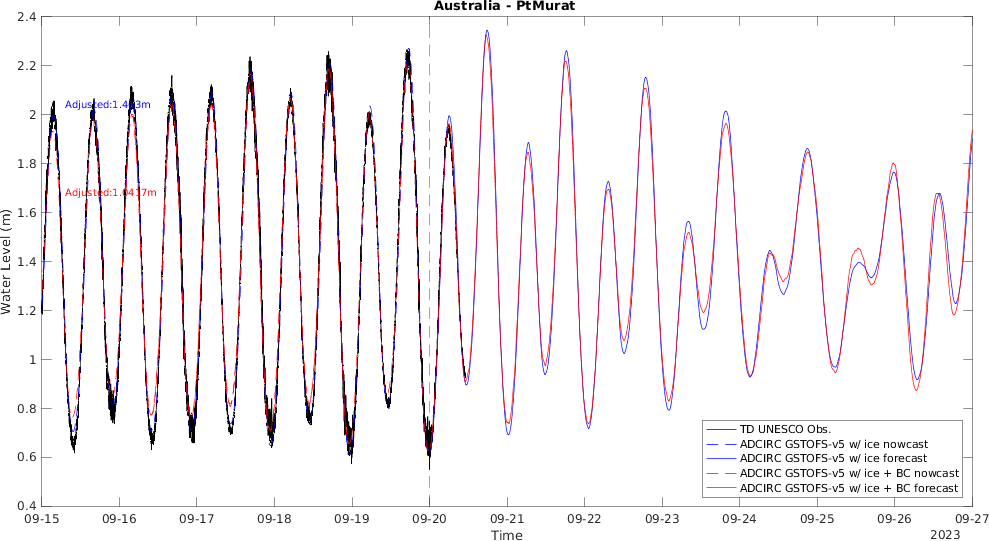 Australia - PtMurat
2.4
2.2
2
1.8
1.6
1.4
1.2
1
0.8
0.6
0.4
Water Level (m)
Adjusted:1.0417m
TD UNESCO Obs.
ADCIRC GSTOFS-v5 w/ ice nowcast
ADCIRC GSTOFS-v5 w/ ice forecast
ADCIRC GSTOFS-v5 w/ ice + BC nowcast
ADCIRC GSTOFS-v5 w/ ice + BC forecast
09-15 09-16 09-17 09-18 09-19 09-20 09-21 09-22 09-23 09-24 09-25 09-26 09-27
Time
2023